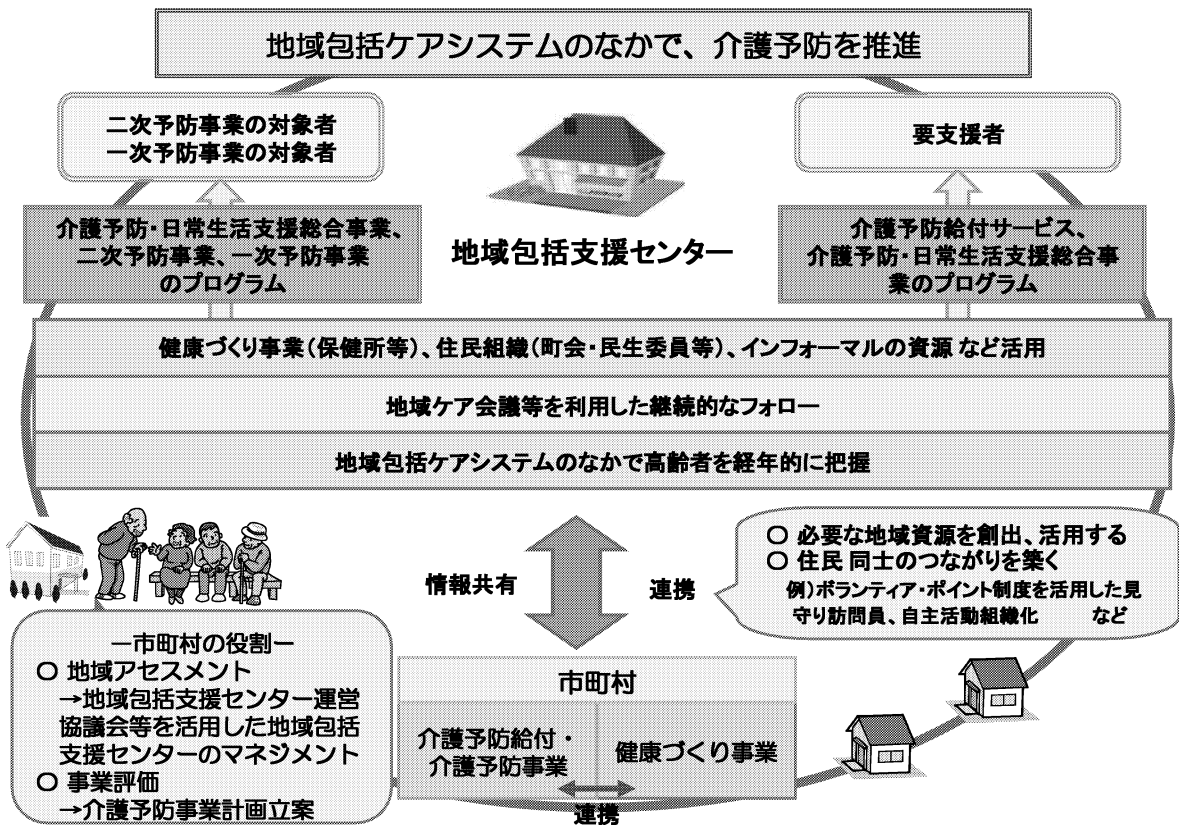 地域包括ケアシステムのなかで、介護予防を推進
二次予防事業の対象者
一次予防事業の対象者
要支援者
介護予防・日常生活支援総合事業、
二次予防事業、一次予防事業
のプログラム
地域包括支援センター
介護予防給付サービス、
介護予防・日常生活支援総合事
業のプログラム
健康づくり事業(保健所等)、住民組織(町会・民生委員等)、インフォーマルの資源 など活用
地域ケア会議等を利用した継続的なフォロー
地域包括ケアシステムのなかで高齢者を経年的に把握
情報共有
連携
○ 必要な地域資源を創出、活用する
○ 住民同士のつながりを築く
例)ボランティア・ポイント制度を活用した見
守り訪問員、自主活動組織化 など
―市町村の役割―
○ 地域アセスメント
→地域包括支援センター運営
協議会等を活用した地域包括
支援センターのマネジメント
○ 事業評価
→介護予防事業計画立案
市町村
介護予防給付・
介護予防事業
健康づくり事業
連携